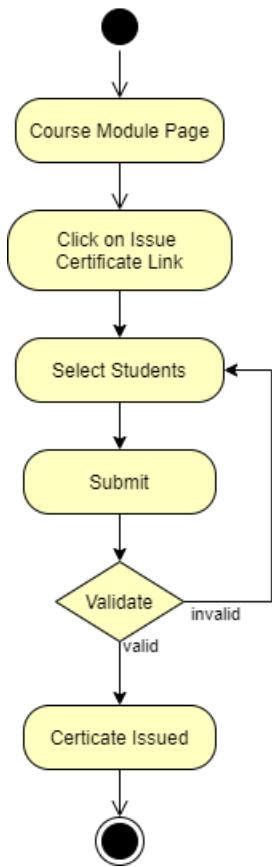 Course Module Page
Click on Issue
Certificate Link
Select Students
Submit
Validate
invalid
valid
Certicate Issued